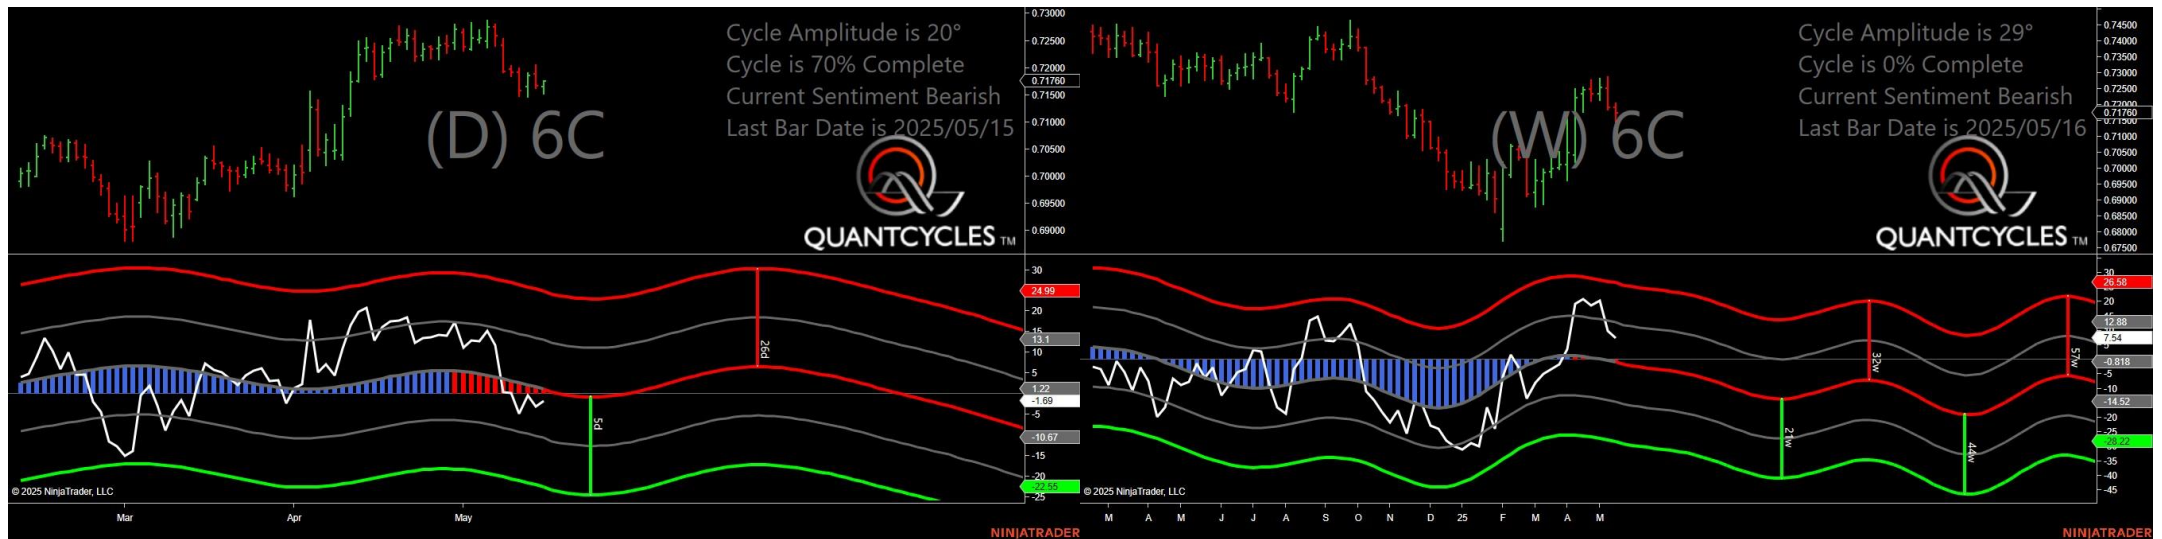 Cycle Amplitude is 20°
Cycle is 70% Complete
Current Sentiment Bearish
Last Bar Date is 2025/05/15
(D) 6C
QUANTCYCLES TM
0.73000
0.72500
0.72000
0.71760
0.71500
0.71000
0.70500
0.70000
0.69500
0.69000
30
24.99
20
15
13.1
10
5
1.22
-1.69
-5
-10.67
-15
-20
-22.55
-25
26d
5d
© 2025 NinjaTrader, LLC
Mar
Apr
May
NINJATRADER
Cycle Amplitude is 29°
Cycle is 0% Complete
Current Sentiment Bearish
Last Bar Date is 2025/05/16
(W) 6C
QUANTCYCLES TM
0.74500
0.74000
0.73500
0.73000
0.72500
0.72000
0.71760
0.71500
0.71000
0.70500
0.70000
0.69500
0.69000
0.68500
0.68000
0.67500
30
26.58
20
12.88
7.54
5
-0.818
-5
-10
-14.52
-20
-25
-28.22
-35
-40
-45
32w
57w
21w
44w
© 2025 NinjaTrader, LLC
M A M J J A S O N D 25 F M A M
NINJATRADER